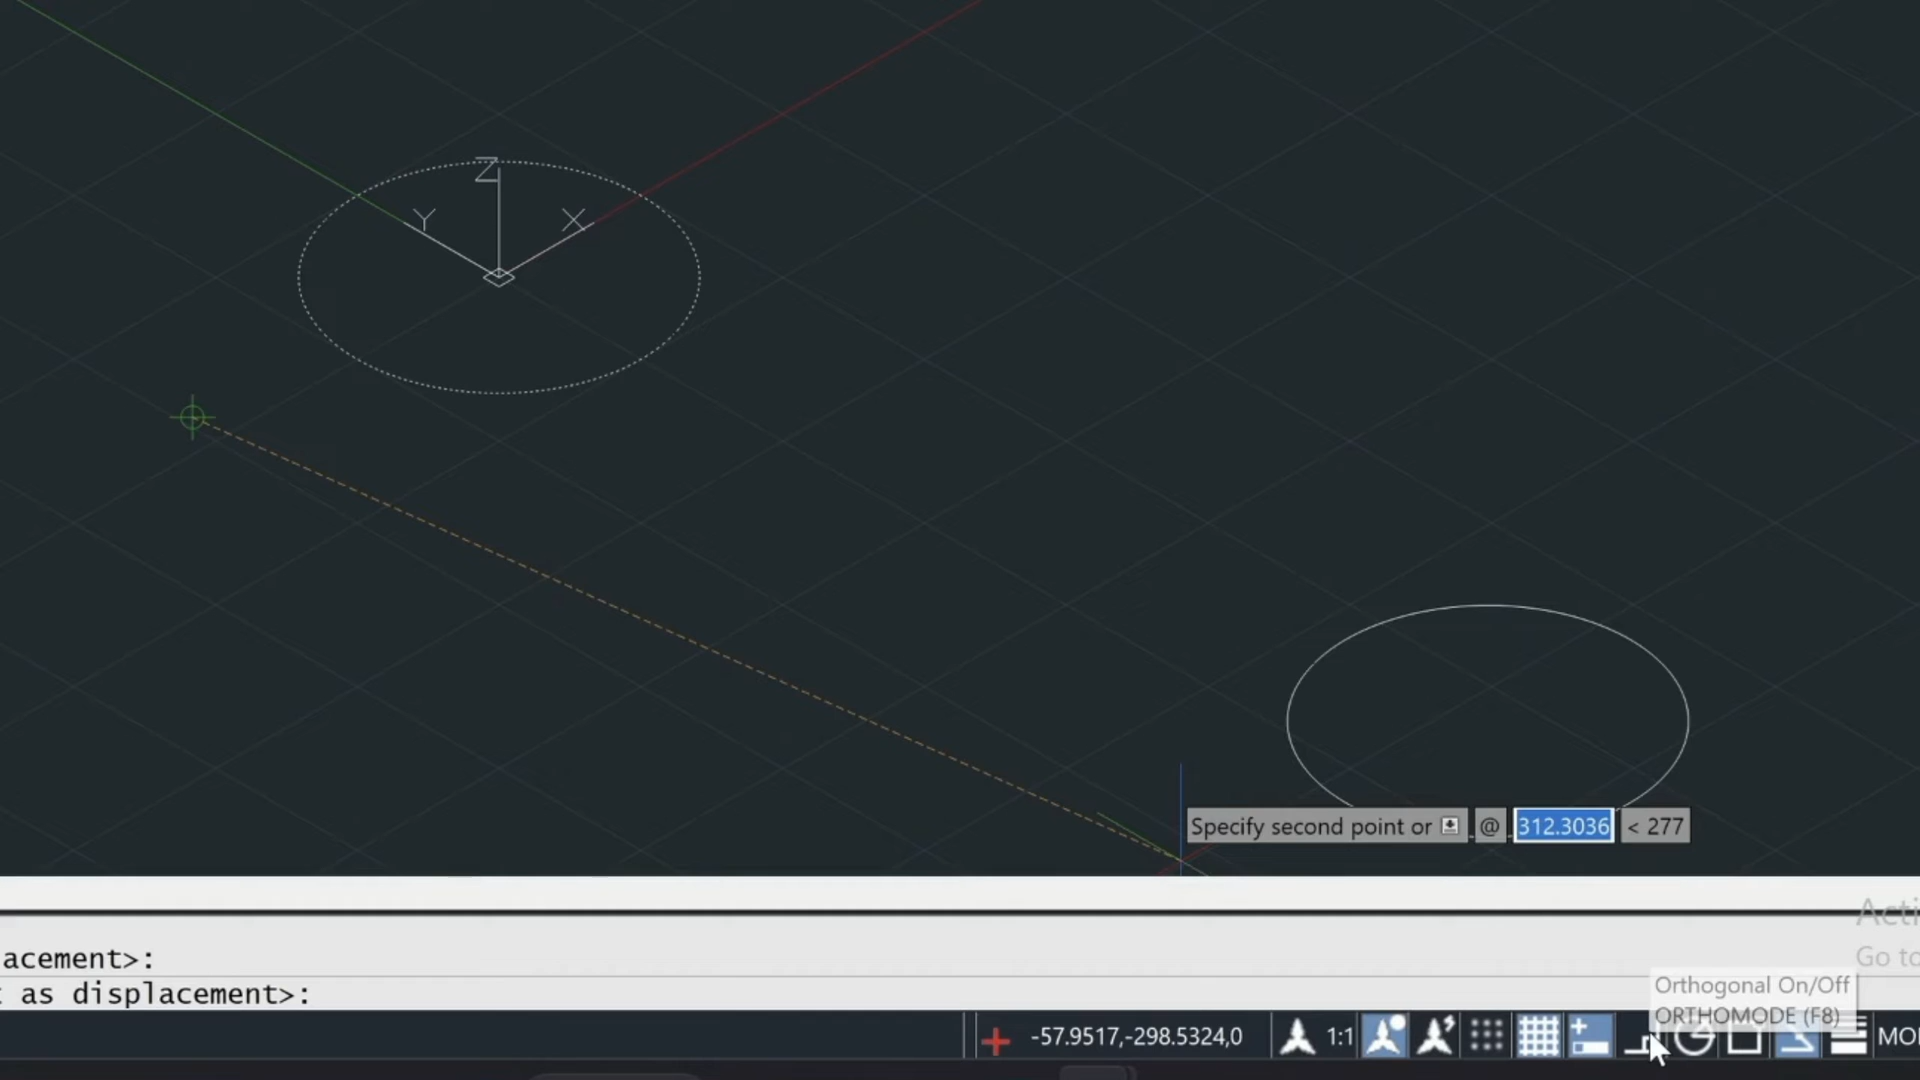 Z
Y
X
Specify second point or @ 312.3036 < 277
Acti
acement>:
Go to
t as displacement>:
Orthogonal On/Off
ORTHOMODE (F8)
-57.9517,-298.5324,0 1:1 MO